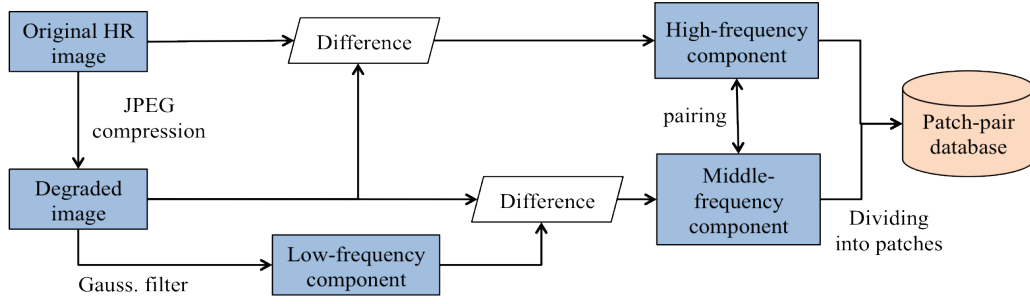 Original HR
image
Difference
High-frequency
component
JPEG
compression
pairing
Patch-pair
database
Degraded
image
Difference
Middle-
frequency
component
Dividing
into patches
Low-frequency
component
Gauss. filter